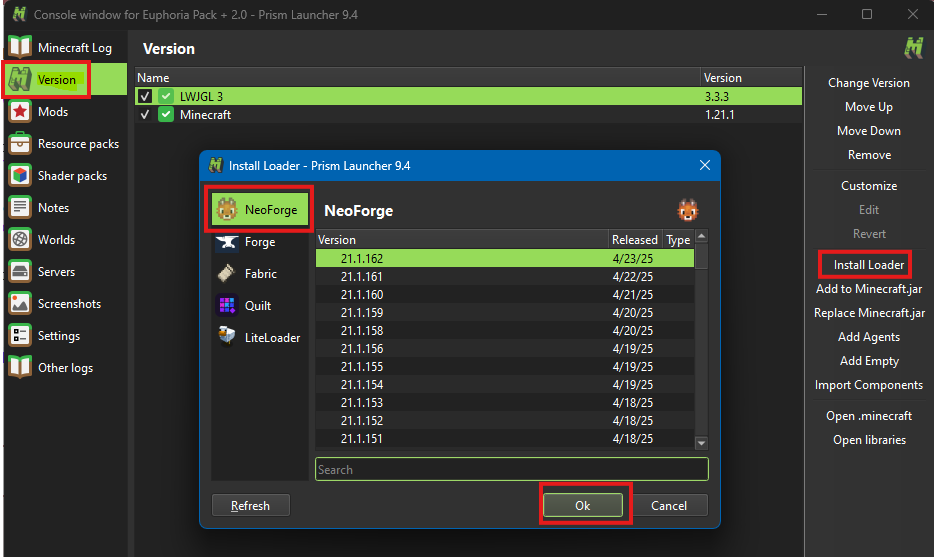 Console window for Euphoria Pack + 2.0 - Prism Launcher 9.4
Minecraft Log
Version
Mods
Resource packs
Shader packs
Notes
Worlds
Servers
Screenshots
Settings
Other logs
Version
Name Version
LWJGL 3 3.3.3
Minecraft 1.21.1
Change Version
Move Up
Move Down
Remove
Customize
Edit
Revert
Install Loader
Add to Minecraft.jar
Replace Minecraft.jar
Add Agents
Add Empty
Import Components
Open .minecraft
Open libraries
Install Loader - Prism Launcher 9.4
NeoForge
Forge
Fabric
Quilt
LiteLoader
NeoForge
Version Released Type
21.1.162 4/23/25
21.1.161 4/22/25
21.1.160 4/21/25
21.1.159 4/20/25
21.1.158 4/20/25
21.1.156 4/19/25
21.1.155 4/19/25
21.1.154 4/19/25
21.1.153 4/18/25
21.1.152 4/18/25
21.1.151 4/18/25
Search
Refresh Ok Cancel